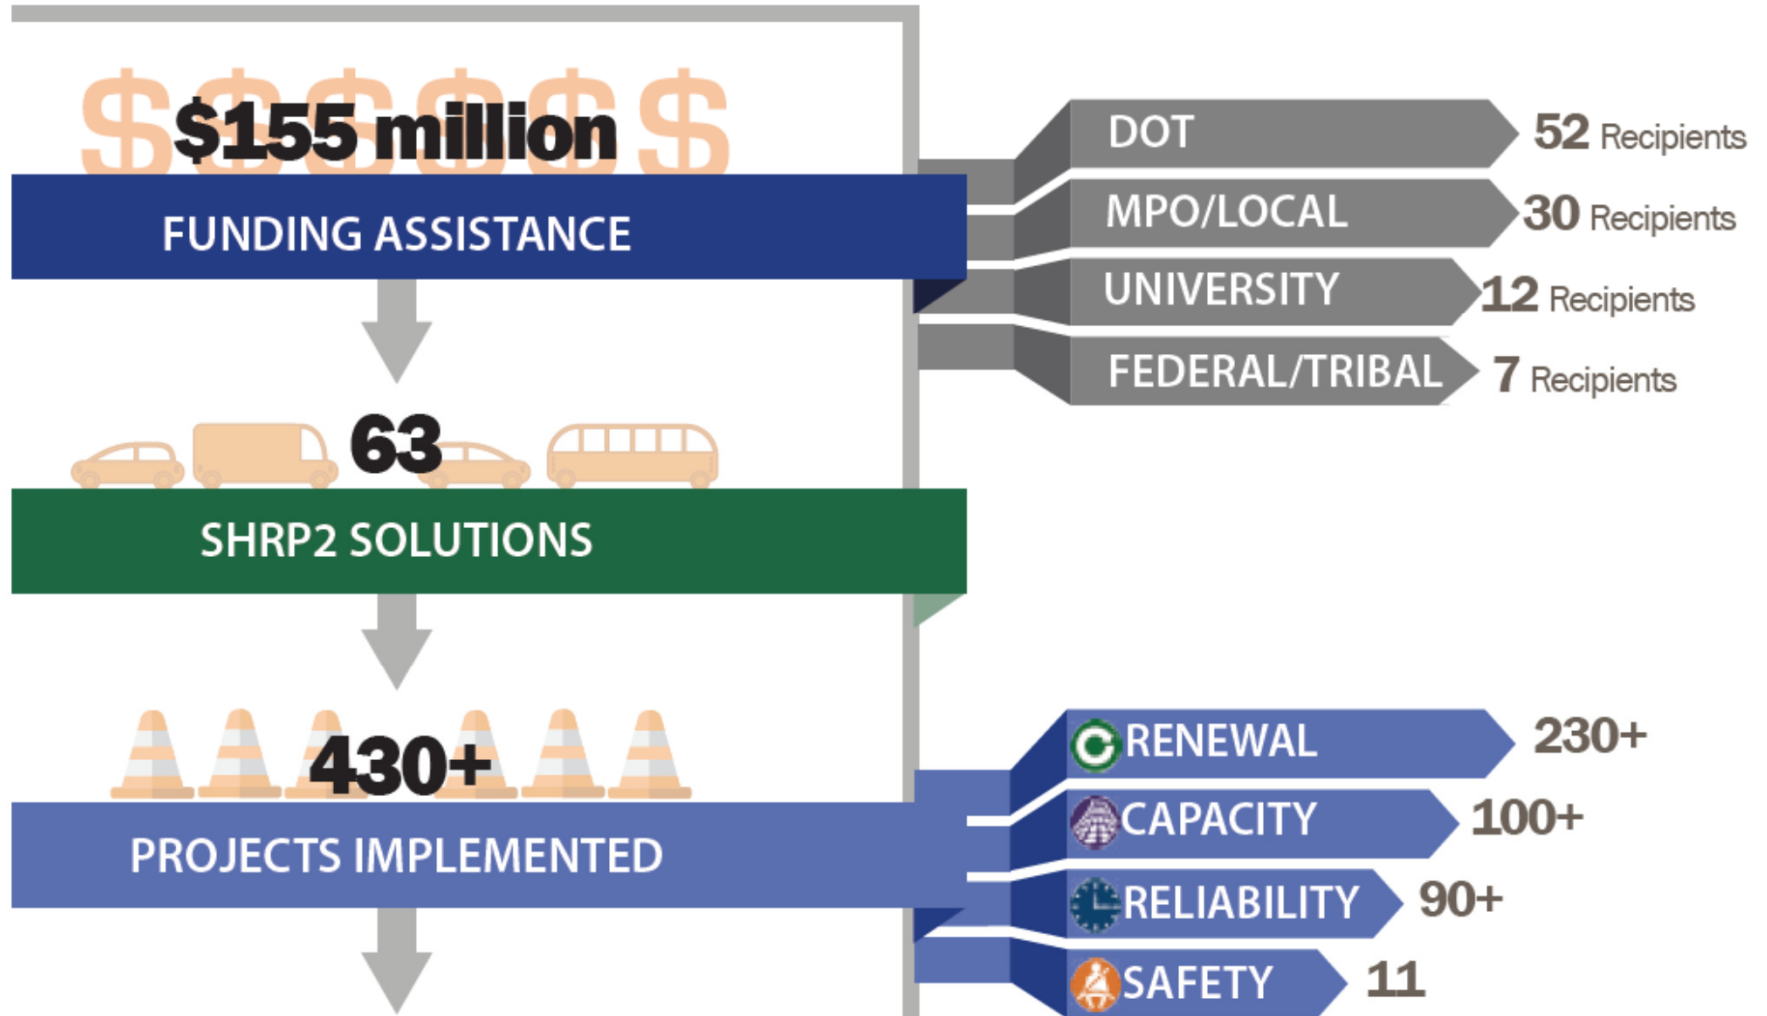 $155 million
FUNDING ASSISTANCE
DOT 52 Recipients
MPO/LOCAL 30 Recipients
UNIVERSITY 12 Recipients
FEDERAL/TRIBAL 7 Recipients
63
SHRP2 SOLUTIONS
430+
PROJECTS IMPLEMENTED
RENEWAL 230+
CAPACITY 100+
RELIABILITY 90+
SAFETY 11